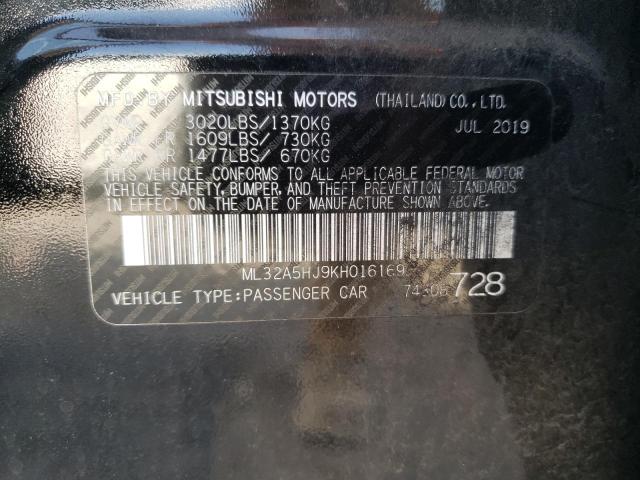 MFD BY MITSUBISHI MOTORS (THAILAND) CO.,LTD.
3020LBS/1370KG JUL 2019
1609LBS/ 730KG
1477LBS/ 670KG
THIS VEHICLE CONFORMS TO ALL APPLICABLE FEDERAL MOTOR
VEHICLE SAFETY, BUMPER, AND THEFT PREVENTION STANDARDS
IN EFFECT ON THE DATE OF MANUFACTURE SHOWN ABOVE.
ML32A5HJ9KH016169
VEHICLE TYPE:PASSENGER CAR 728